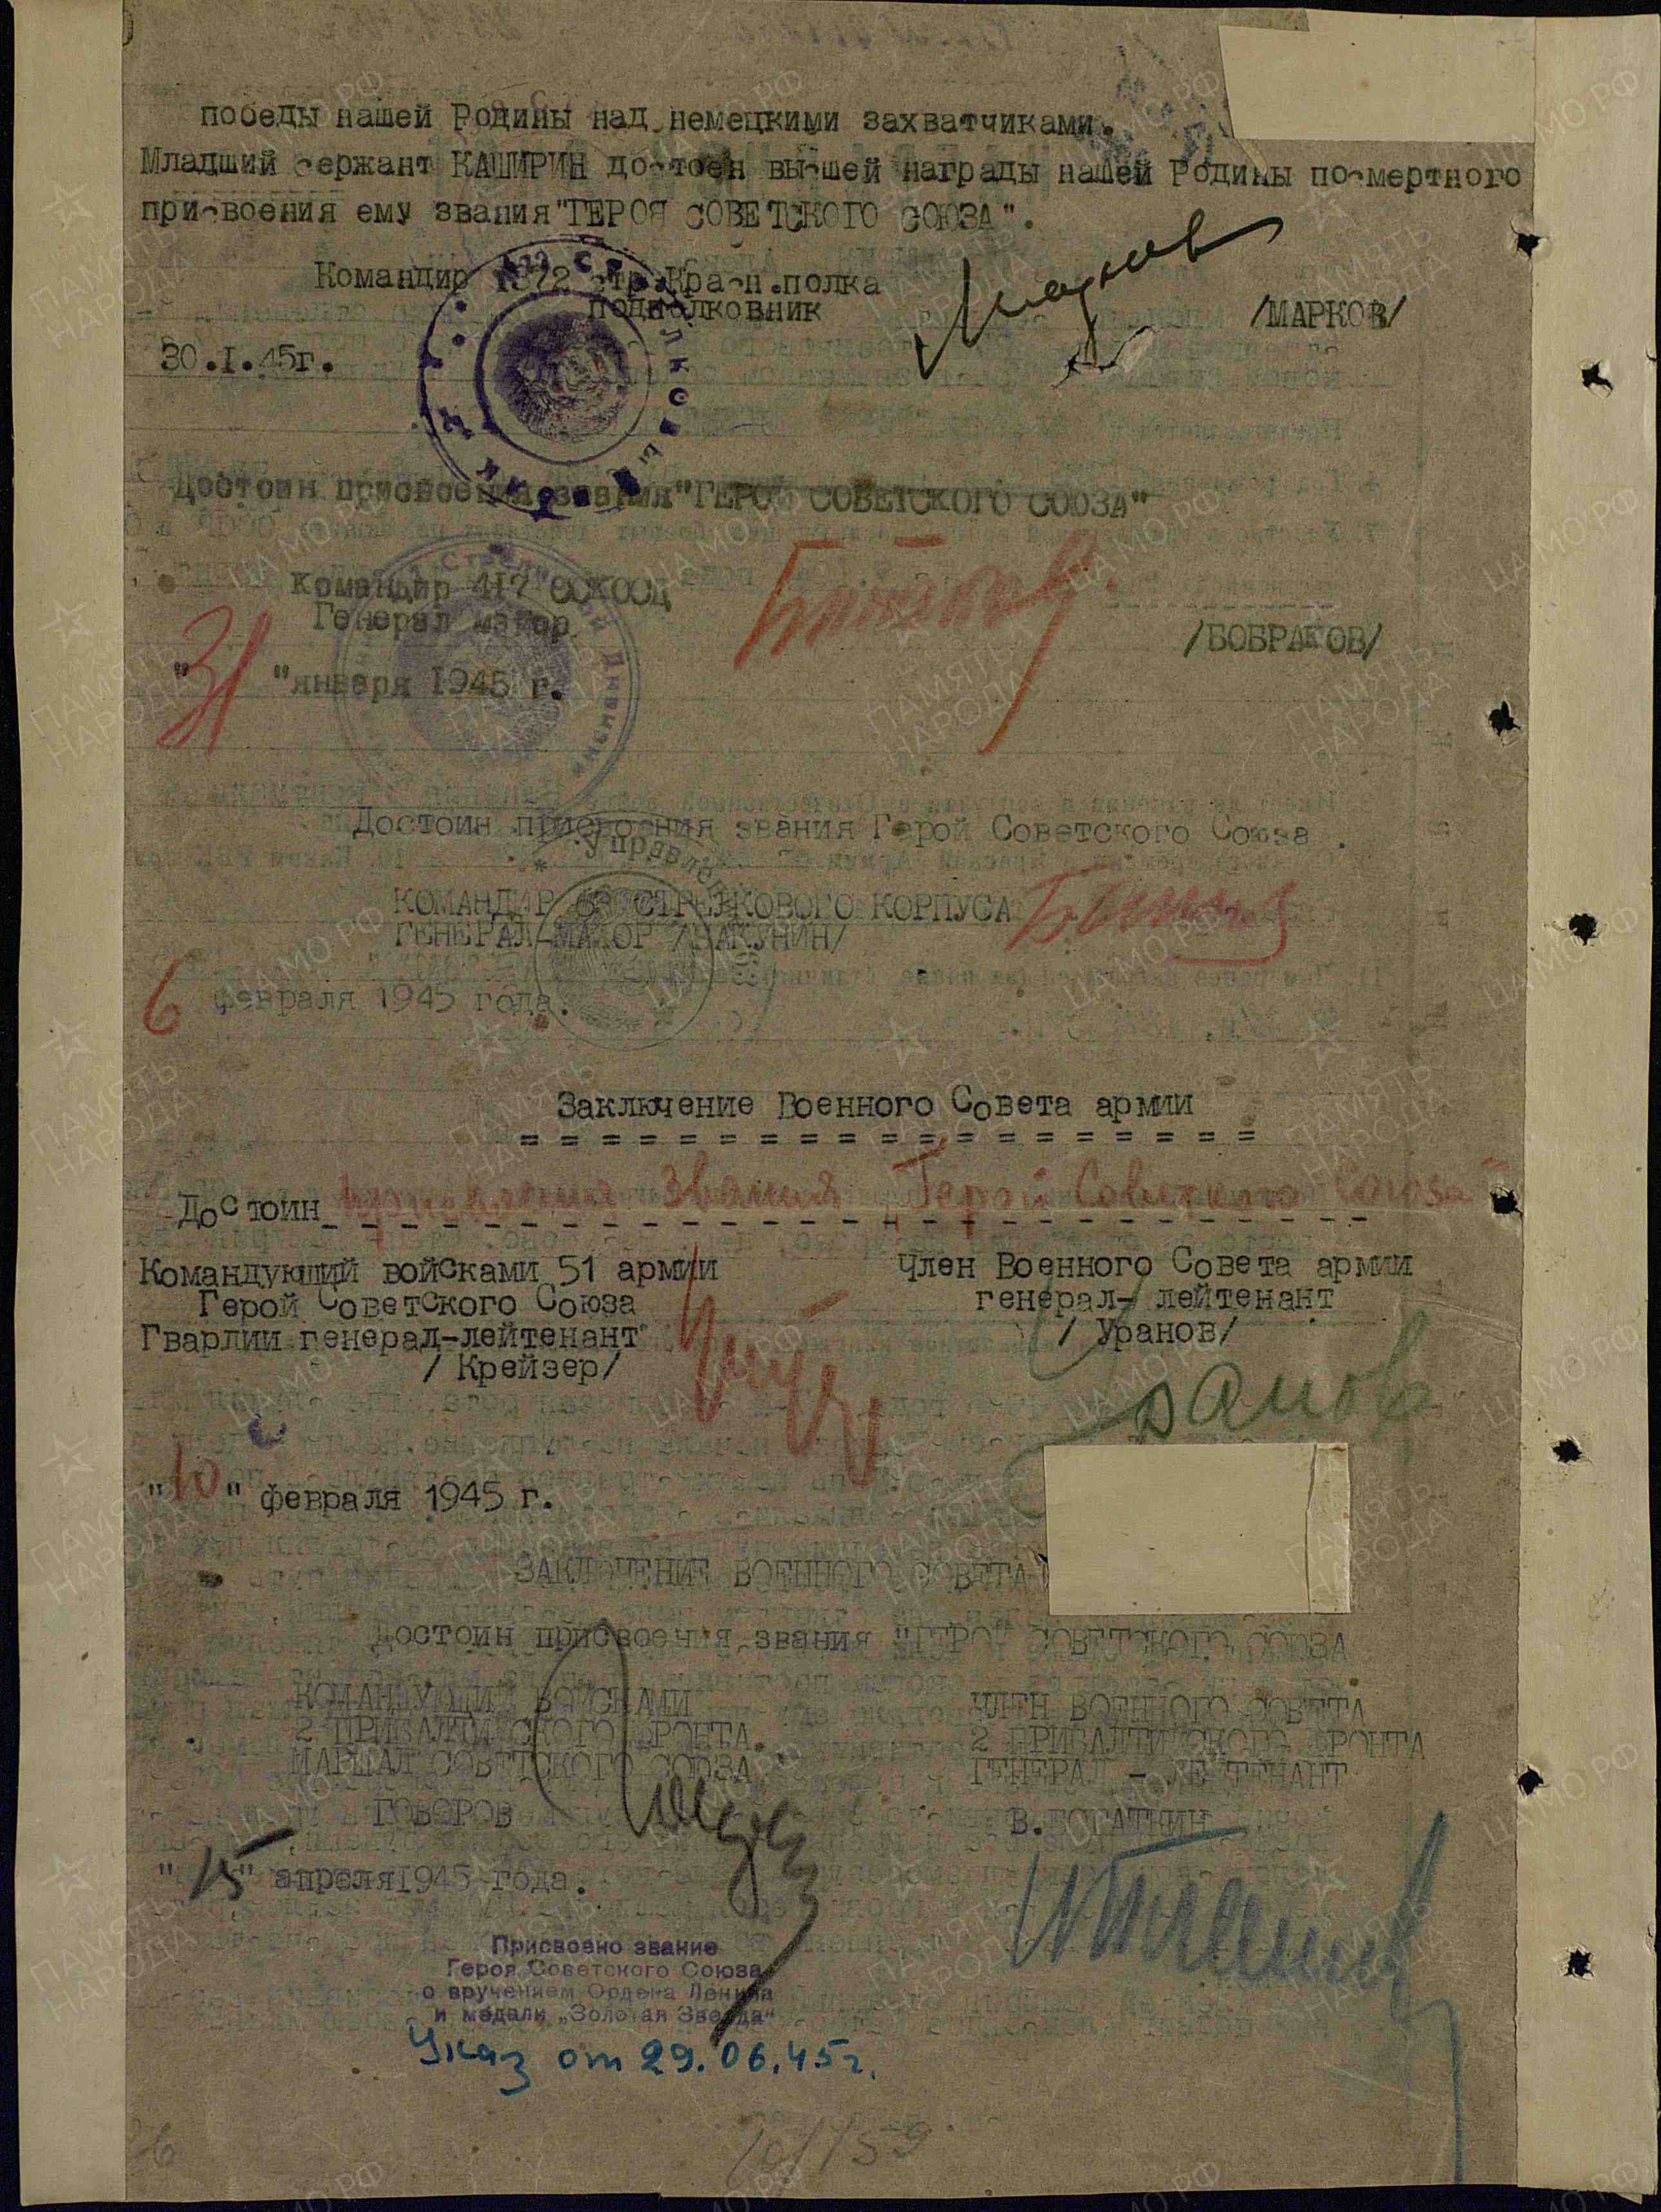 победы нашей Родины над немецкими захватчиками.
Младший сержант КАШИРИН достоен высшей награды нашей Родины посмертного
присвоения ему звания "ГЕРОЯ СОВЕТСКОГО СОЮЗА".
Командир 1372 стр.Красн.полка
подполковник /МАРКОВ/
30.I.45г.
Достоин присвоения звания "ГЕРОЙ СОВЕТСКОГО СОЮЗА"
Командир 417
Генерал майор /БОБРАКОВ/
"31" января 1945 г.
Достоин присвоения звания Герой Советского Союза.
КОМАНДИР 63 СТРЕЛКОВОГО КОРПУСА
ГЕНЕРАЛ-МАЙОР /БАКУНИН/
6 февраля 1945 года.
Заключение Военного Совета армии
Достоин присвоения звания "Герой Советского Союза"
Командующий войсками 51 армии Член Военного Совета армии
Герой Советского Союза генерал-лейтенант
Гвардии генерал-лейтенант /Уранов/
/Крейзер/
"10" февраля 1945 г.
ЗАКЛЮЧЕНИЕ ВОЕННОГО СОВЕТА
Достоин присвоения звания "ГЕРОЙ СОВЕТСКОГО СОЮЗА
КОМАНДУЮЩИЙ ВОЙСКАМИ ЧЛЕН ВОЕННОГО СОВЕТА
2 ПРИБАЛТИЙСКОГО ФРОНТА. 2 ПРИБАЛТИЙСКОГО ФРОНТА
МАРШАЛ СОВЕТСКОГО СОЮЗА ГЕНЕРАЛ - ЛЕЙТЕНАНТ
ГОВОРОВ В.БОГАТКИН
"15" апреля 1945 года.
Присвоено звание
Героя Советского Союза
с вручением Ордена Ленина
и медали „Золотая Звезда"
Указ от 29.06.45г.